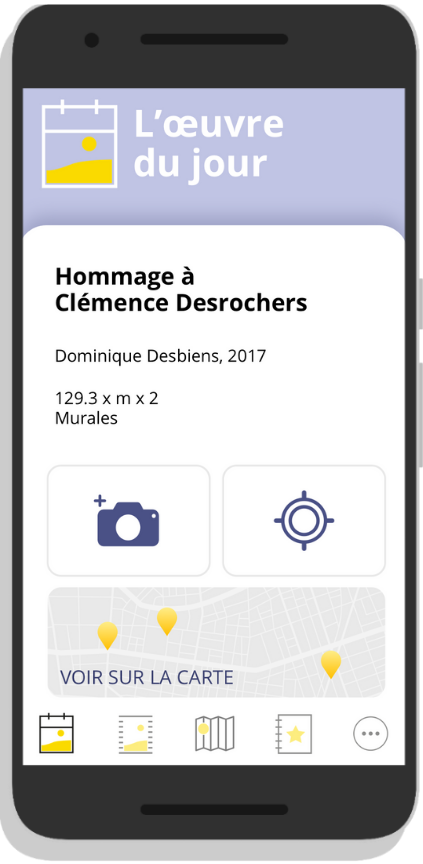 L’œuvre
du jour
Hommage à
Clémence Desrochers
Dominique Desbiens, 2017
129.3 x m x 2
Murales
VOIR SUR LA CARTE